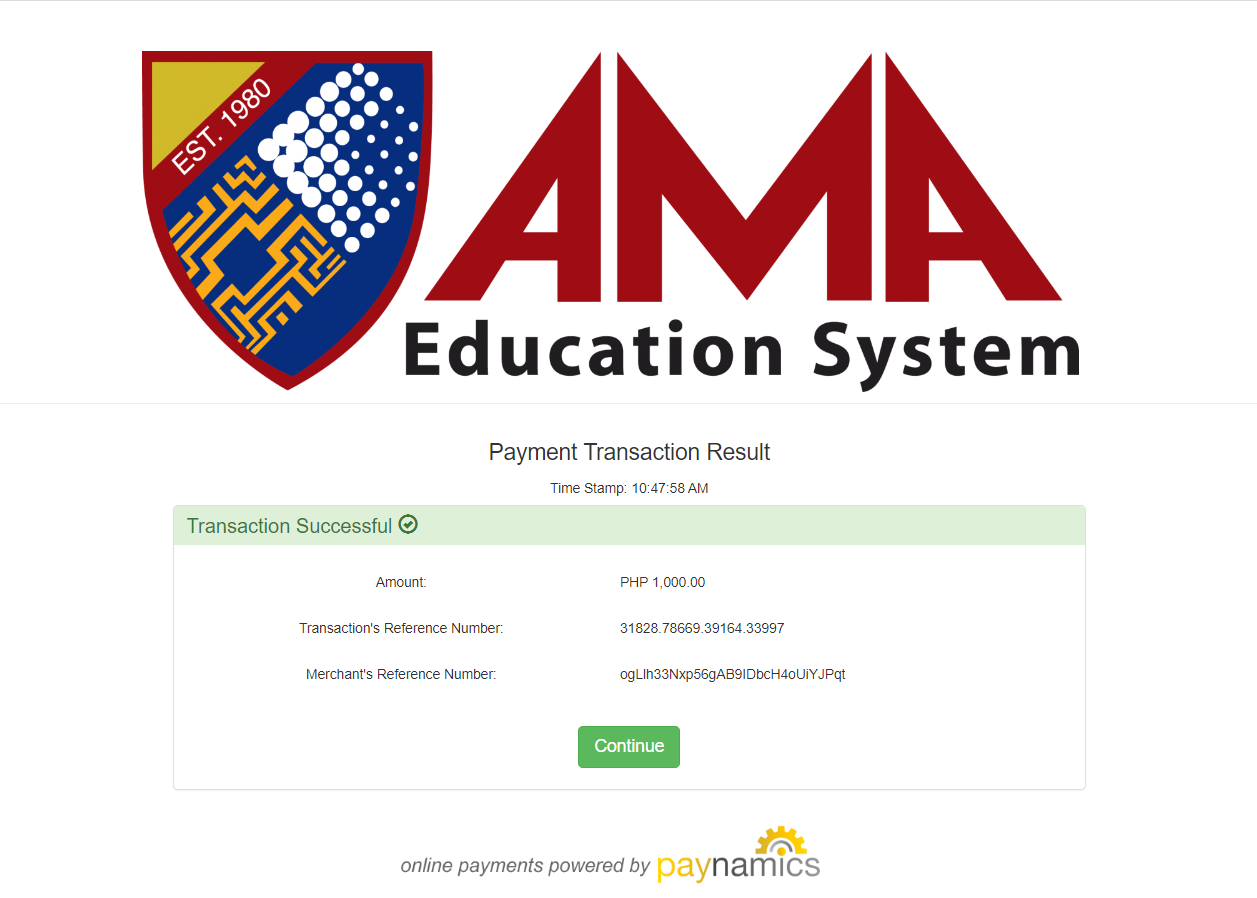 EST. 1980
AMA
Education System
Payment Transaction Result
Time Stamp: 10:47:58 AM
Transaction Successful
Amount: PHP 1,000.00
Transaction's Reference Number: 31828.78669.39164.33997
Merchant's Reference Number: ogLIh33Nxp56gAB9IDbcH4oUiYJPqt
Continue
online payments powered by paynamics